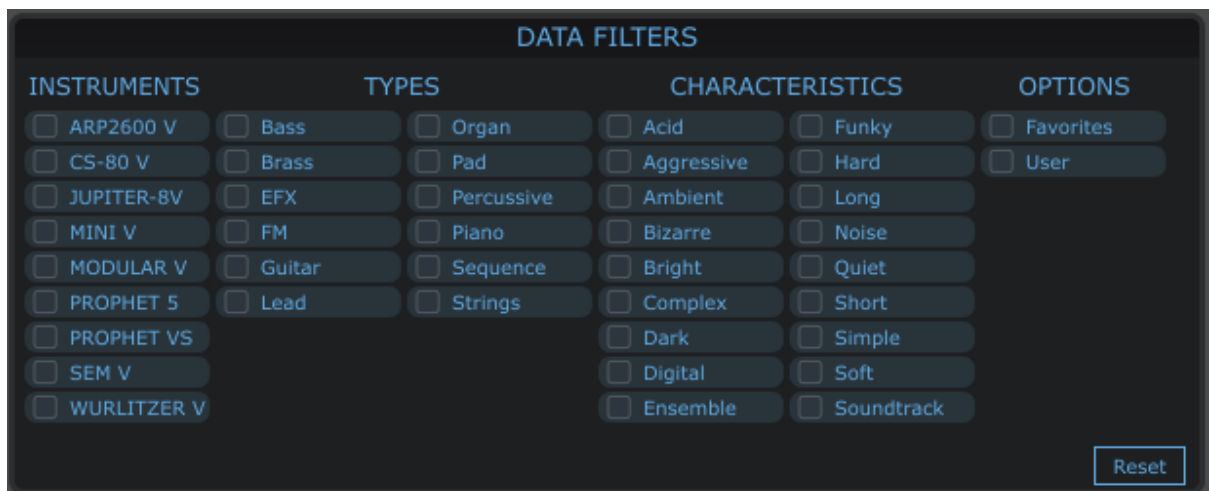 DATA FILTERS
INSTRUMENTS TYPES CHARACTERISTICS OPTIONS
ARP2600 V Bass Organ Acid Funky Favorites
CS-80 V Brass Pad Aggressive Hard User
JUPITER-8V EFX Percussive Ambient Long
MINI V FM Piano Bizarre Noise
MODULAR V Guitar Sequence Bright Quiet
PROPHET 5 Lead Strings Complex Short
PROPHET VS Dark Simple
SEM V Digital Soft
WURLITZER V Ensemble Soundtrack
Reset